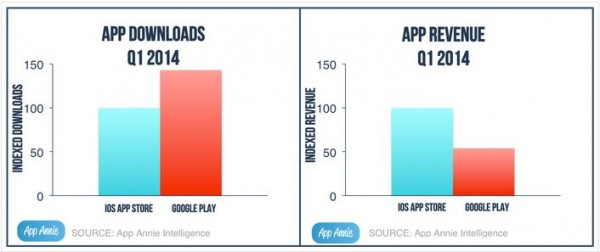 APP DOWNLOADS
Q1 2014
INDEXED DOWNLOADS
150
100
50
0
IOS APP STORE
GOOGLE PLAY
App Annie
SOURCE: App Annie Intelligence
APP REVENUE
Q1 2014
INDEXED REVENUE
150
100
50
0
IOS APP STORE
GOOGLE PLAY
App Annie
SOURCE: App Annie Intelligence